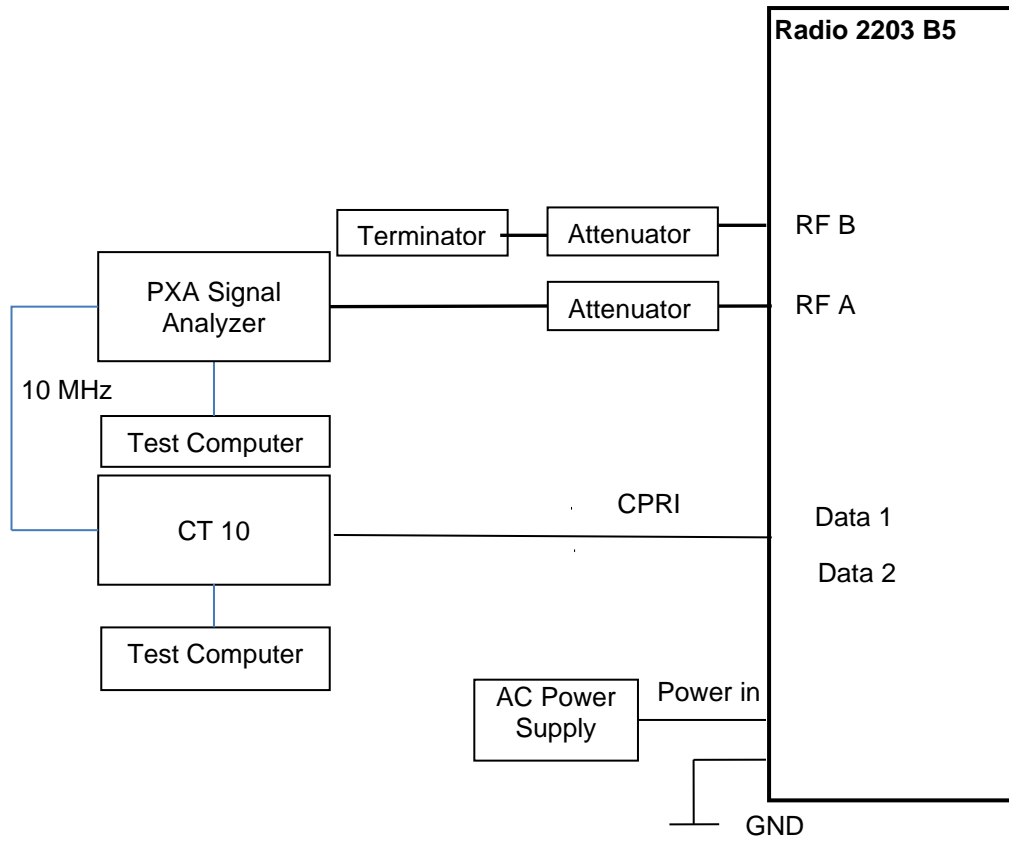 Radio 2203 B5
RF B
Terminator
Attenuator
PXA Signal
Analyzer
Attenuator
RF A
10 MHz
Test Computer
CPRI
Data 1
CT 10
Data 2
Test Computer
AC Power
Supply
Power in
GND